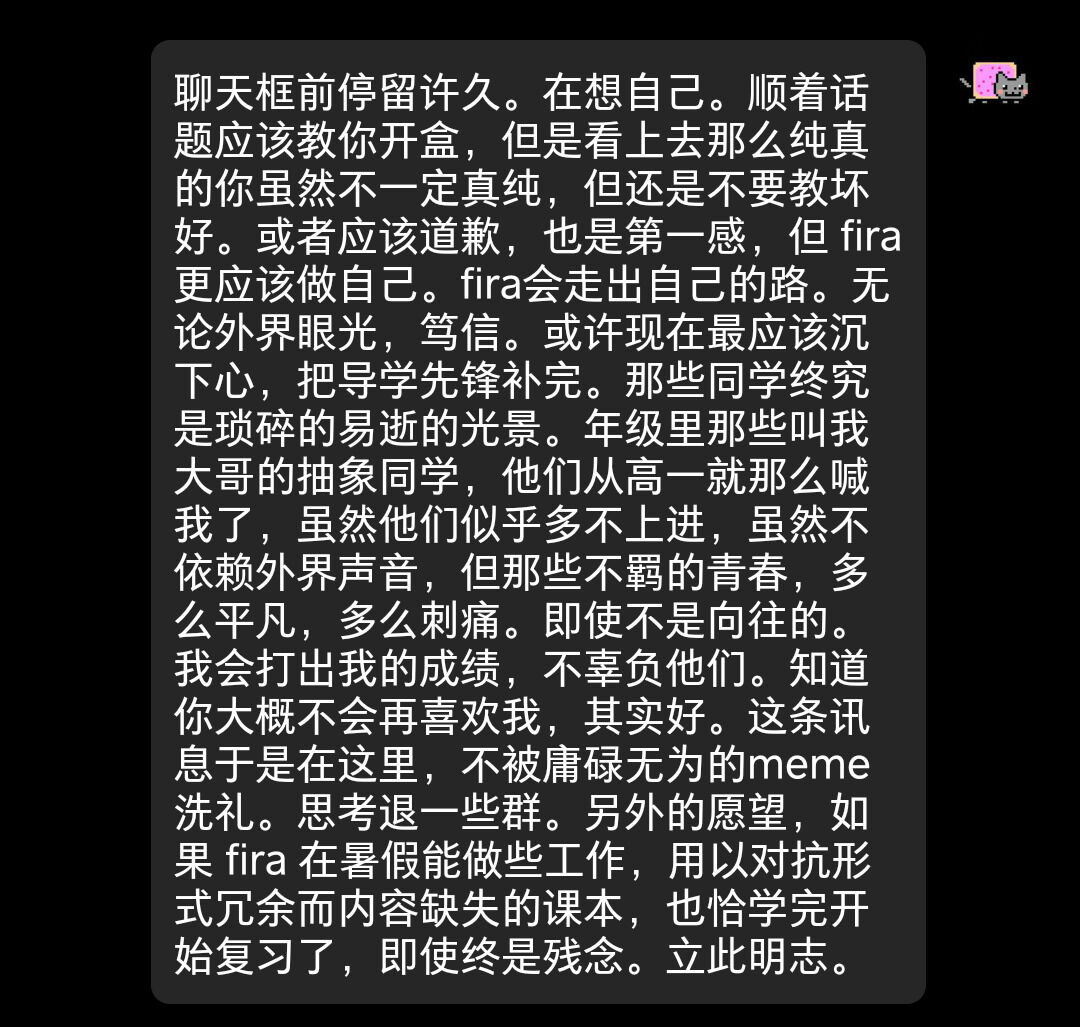 聊天框前停留许久。在想自己。顺着话
题应该教你开盒，但是看上去那么纯真
的你虽然不一定真纯，但还是不要教坏
好。或者应该道歉，也是第一感，但 fira
更应该做自己。fira会走出自己的路。无
论外界眼光，笃信。或许现在最应该沉
下心，把导学先锋补完。那些同学终究
是琐碎的易逝的光景。年级里那些叫我
大哥的抽象同学，他们从高一就那么喊
我了，虽然他们似乎多不上进，虽然不
依赖外界声音，但那些不羁的青春，多
么平凡，多么刺痛。即使不是向往的。
我会打出我的成绩，不辜负他们。知道
你大概不会再喜欢我，其实好。这条讯
息于是在这里，不被庸碌无为的meme
洗礼。思考退一些群。另外的愿望，如
果 fira 在暑假能做些工作，用以对抗形
式冗余而内容缺失的课本，也恰学完开
始复习了，即使终是残念。立此明志。